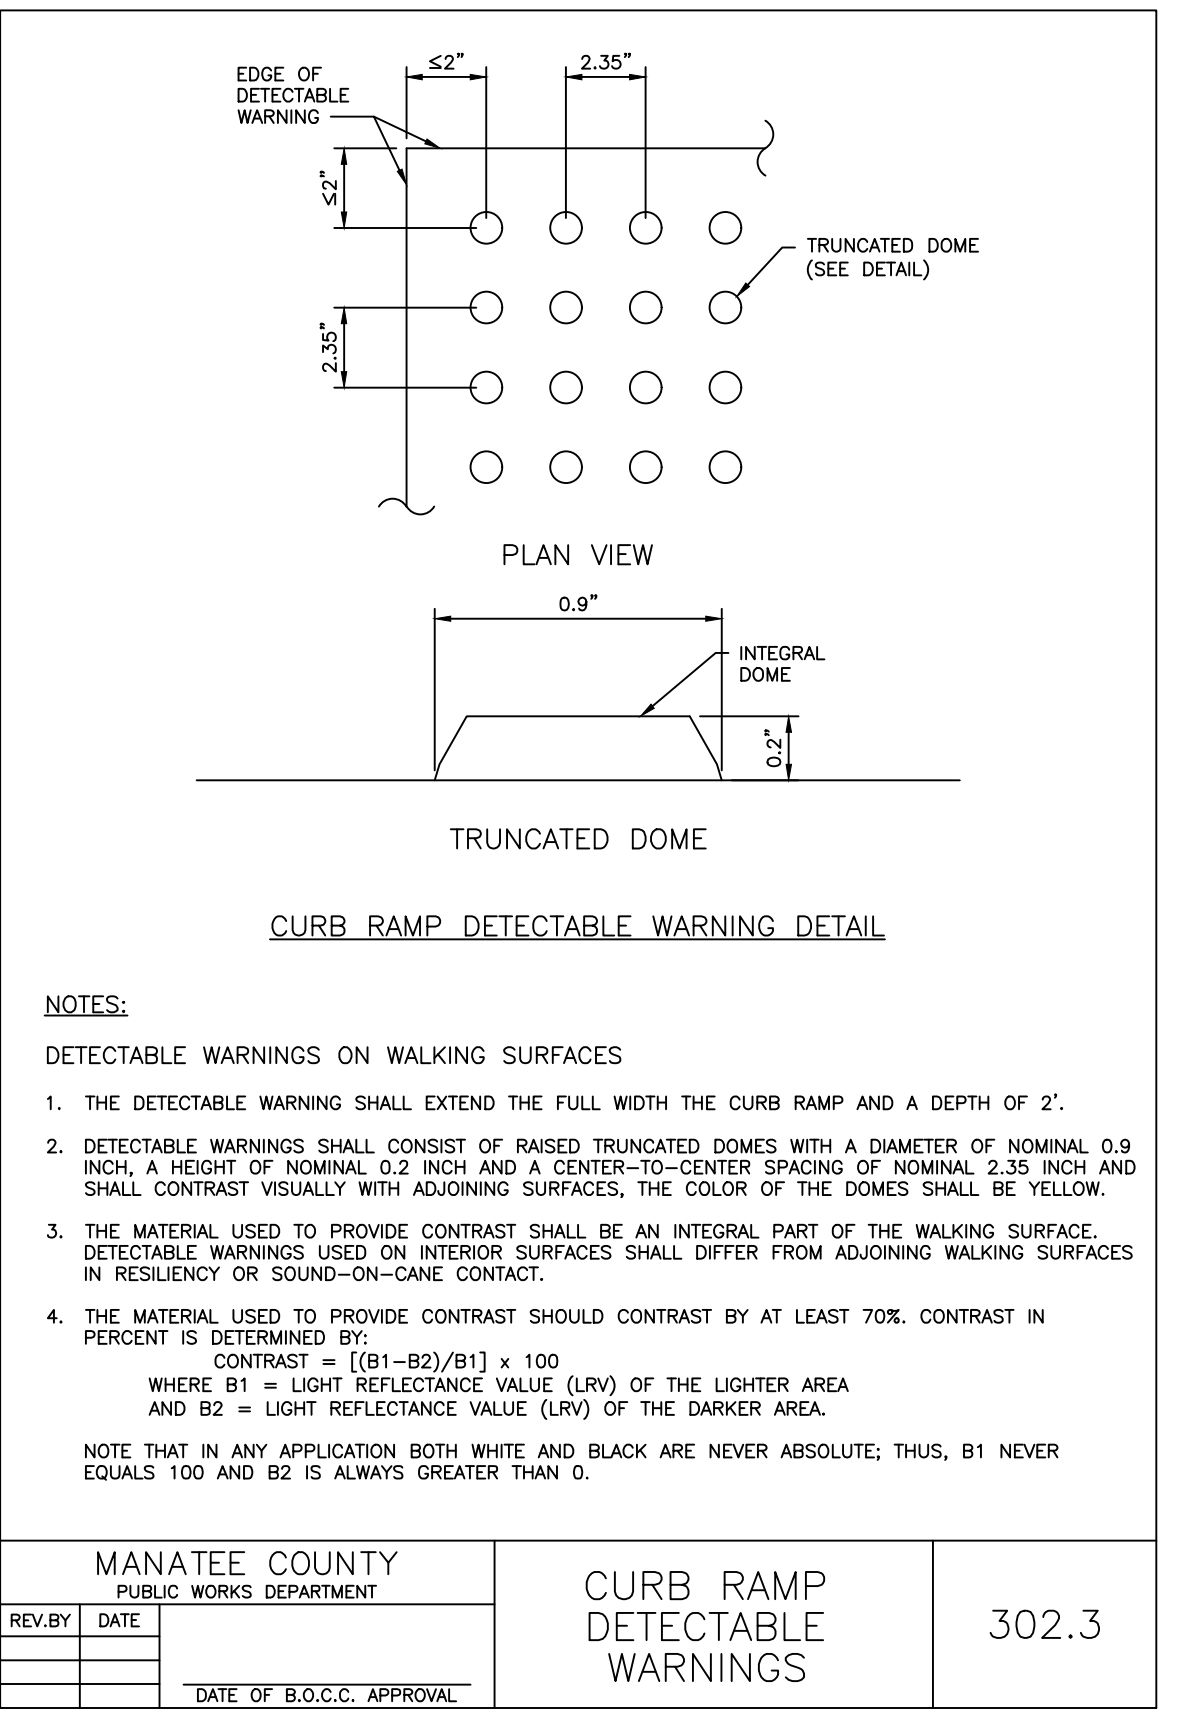 ≤2"
2.35"
EDGE OF
DETECTABLE
WARNING
≤2"
TRUNCATED DOME
(SEE DETAIL)
2.35"
PLAN VIEW
0.9"
INTEGRAL
DOME
0.2"
TRUNCATED DOME
CURB RAMP DETECTABLE WARNING DETAIL
NOTES:
DETECTABLE WARNINGS ON WALKING SURFACES
1. THE DETECTABLE WARNING SHALL EXTEND THE FULL WIDTH THE CURB RAMP AND A DEPTH OF 2'.
2. DETECTABLE WARNINGS SHALL CONSIST OF RAISED TRUNCATED DOMES WITH A DIAMETER OF NOMINAL 0.9
INCH, A HEIGHT OF NOMINAL 0.2 INCH AND A CENTER-TO-CENTER SPACING OF NOMINAL 2.35 INCH AND
SHALL CONTRAST VISUALLY WITH ADJOINING SURFACES, THE COLOR OF THE DOMES SHALL BE YELLOW.
3. THE MATERIAL USED TO PROVIDE CONTRAST SHALL BE AN INTEGRAL PART OF THE WALKING SURFACE.
DETECTABLE WARNINGS USED ON INTERIOR SURFACES SHALL DIFFER FROM ADJOINING WALKING SURFACES
IN RESILIENCY OR SOUND-ON-CANE CONTACT.
4. THE MATERIAL USED TO PROVIDE CONTRAST SHOULD CONTRAST BY AT LEAST 70%. CONTRAST IN
PERCENT IS DETERMINED BY:
CONTRAST = [(B1-B2)/B1] x 100
WHERE B1 = LIGHT REFLECTANCE VALUE (LRV) OF THE LIGHTER AREA
AND B2 = LIGHT REFLECTANCE VALUE (LRV) OF THE DARKER AREA.
NOTE THAT IN ANY APPLICATION BOTH WHITE AND BLACK ARE NEVER ABSOLUTE; THUS, B1 NEVER
EQUALS 100 AND B2 IS ALWAYS GREATER THAN 0.
MANATEE COUNTY
PUBLIC WORKS DEPARTMENT
REV.BY DATE
DATE OF B.O.C.C. APPROVAL
CURB RAMP
DETECTABLE
WARNINGS
302.3